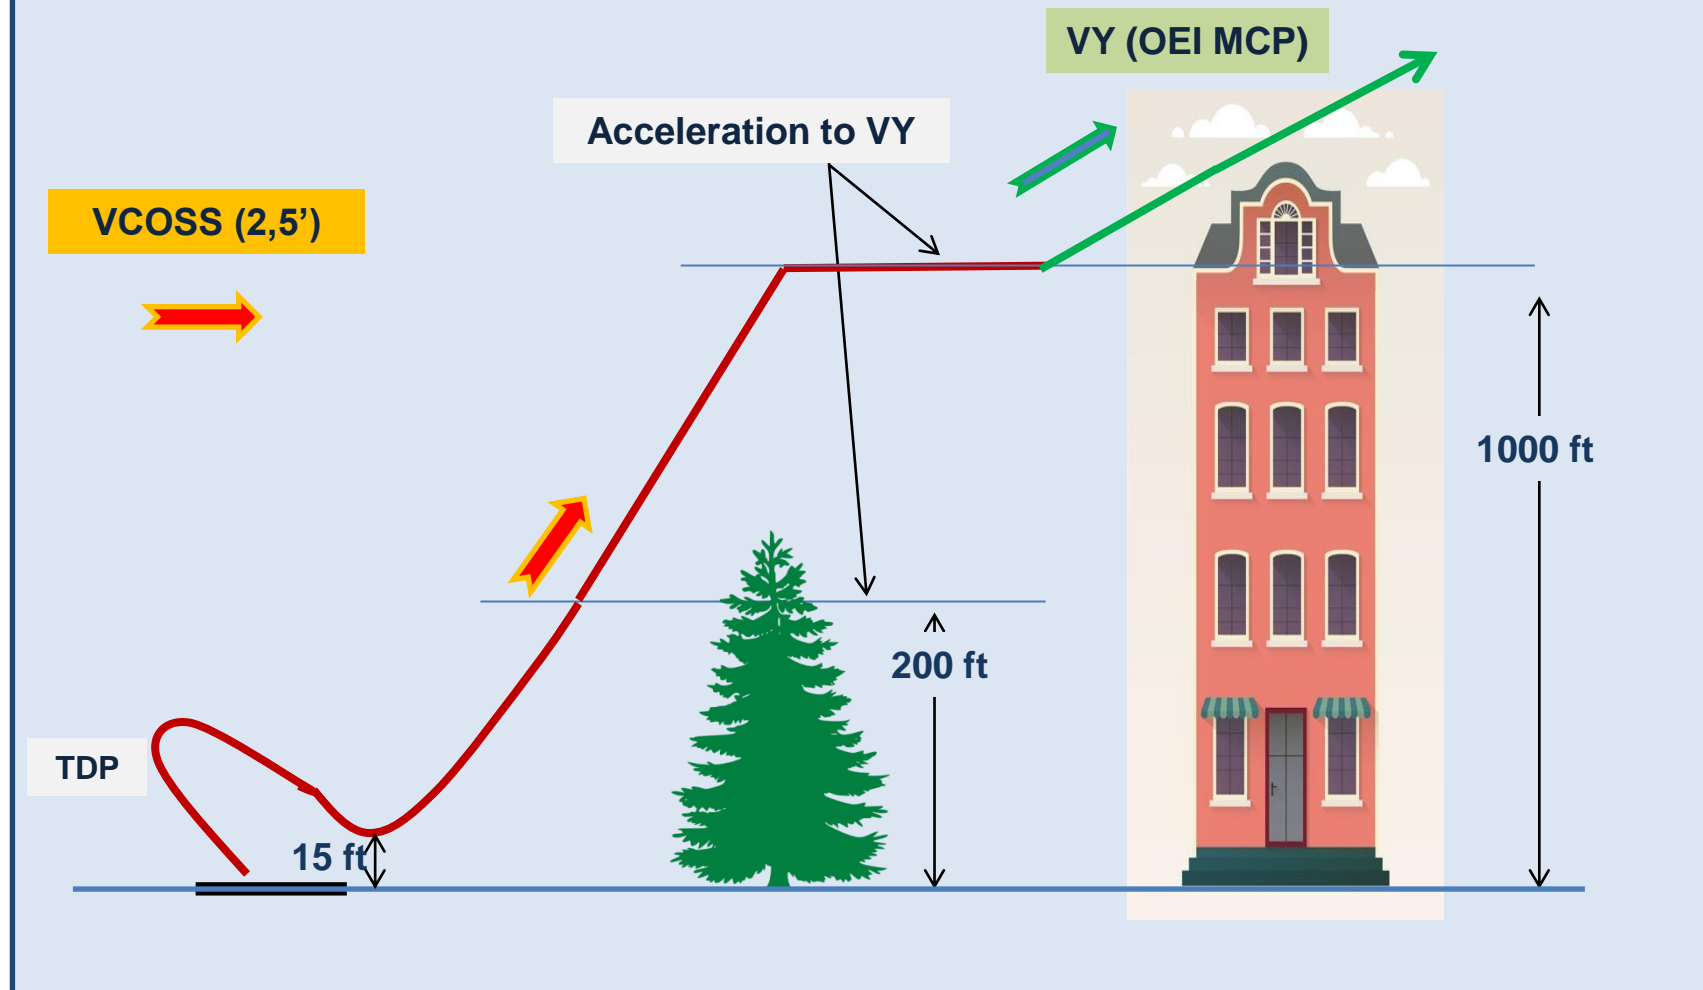 VY (OEI MCP)
Acceleration to VY
VCOSS (2,5’)
1000 ft
200 ft
TDP
15 ft